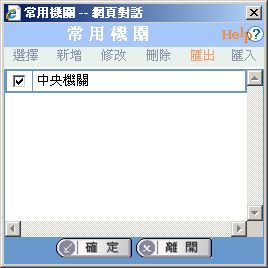 常用機關 -- 網頁對話
常用機關 Help?
選擇 新增 修改 刪除 匯出 匯入
中央機關
確定 離開